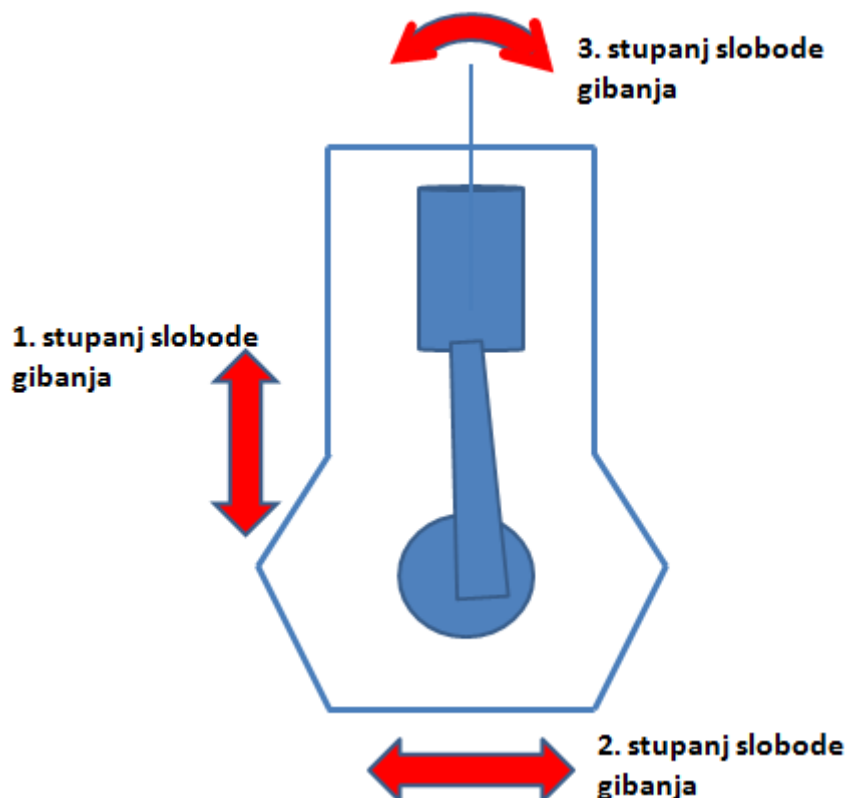 3. stupanj slobode
gibanja
1. stupanj slobode
gibanja
2. stupanj slobode
gibanja